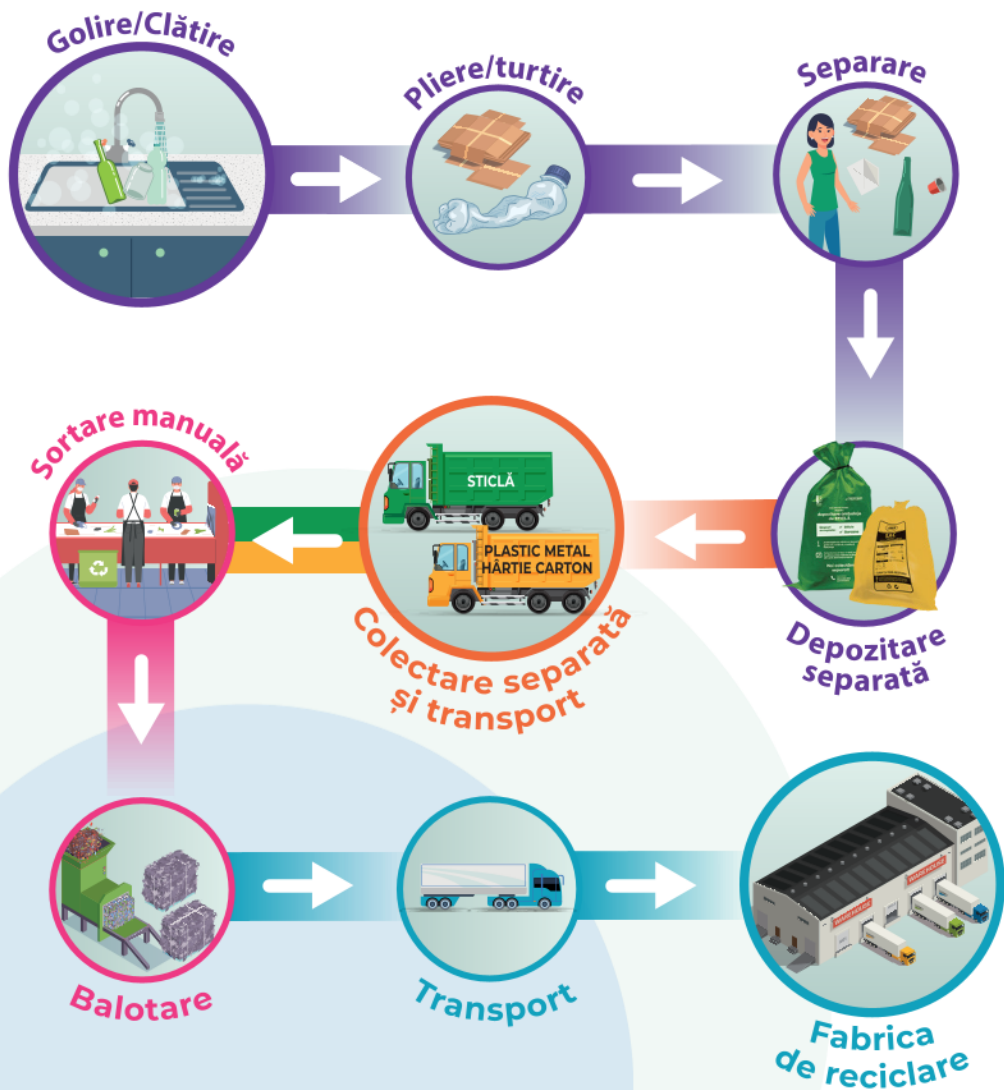 Golire/Clătire
Pliere/turtire
Separare
Depozitare
separată
STICLĂ
PLASTIC METAL
HÂRTIE CARTON
Colectare separată
și transport
Sortare manuală
Balotare
Transport
Fabrica
de reciclare